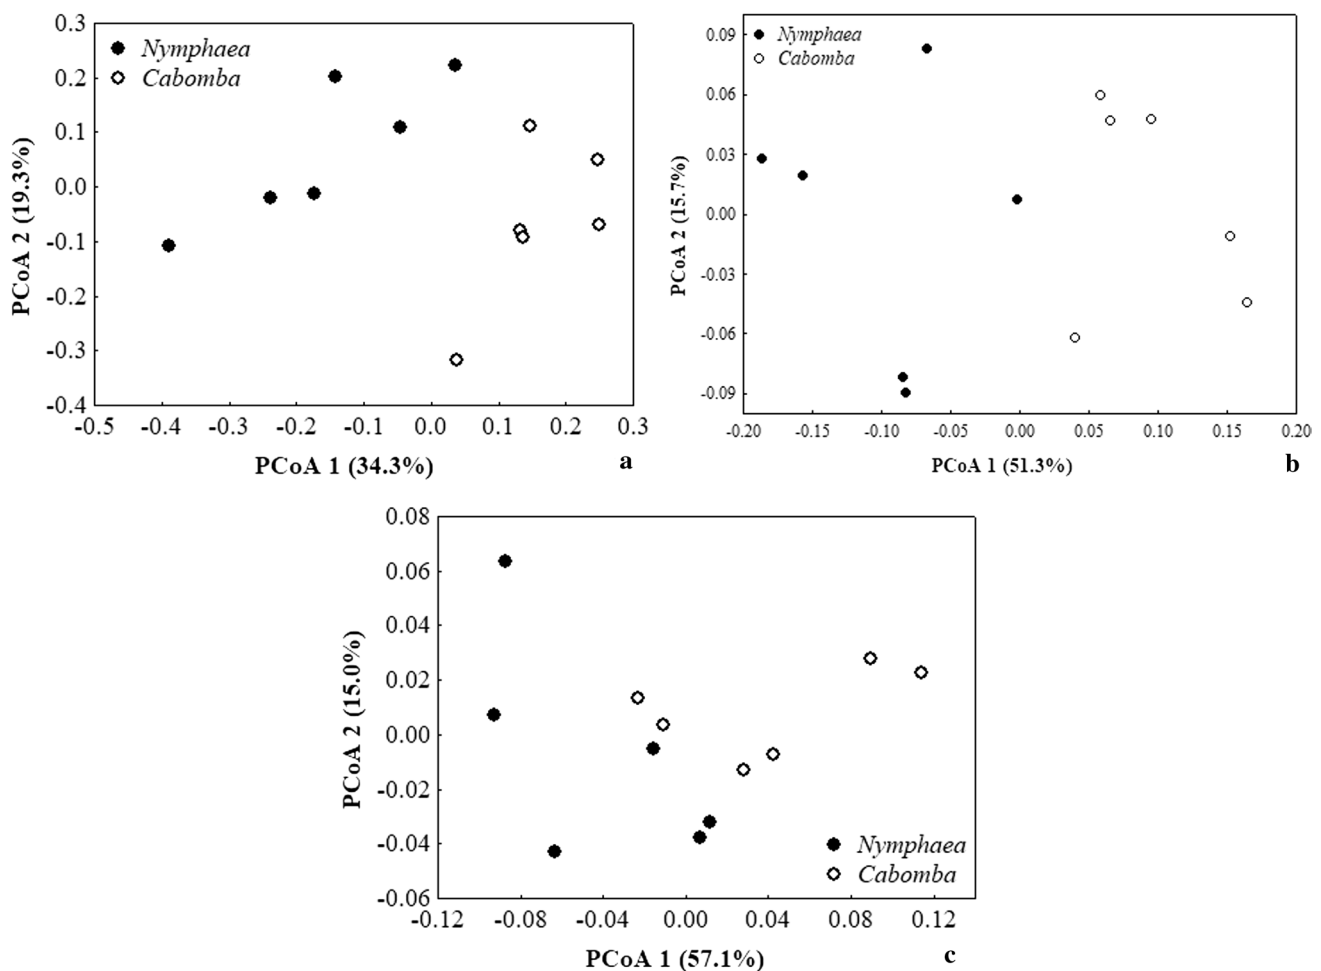 0.3
0.2
0.1
0.0
-0.1
-0.2
-0.3
-0.4
PCoA 2 (19.3%)
Nymphaea
Cabomba
-0.5 -0.4 -0.3 -0.2 -0.1 0.0 0.1 0.2 0.3
PCoA 1 (34.3%)
a
0.09
0.06
0.03
0.00
-0.03
-0.06
-0.09
PCoA 2 (15.7%)
Nymphaea
Cabomba
-0.20 -0.15 -0.10 -0.05 0.00 0.05 0.10 0.15 0.20
PCoA 1 (51.3%)
b
0.08
0.06
0.04
0.02
0.00
-0.02
-0.04
-0.06
PCoA 2 (15.0%)
Nymphaea
Cabomba
-0.12 -0.08 -0.04 0.00 0.04 0.08 0.12
PCoA 1 (57.1%)
c